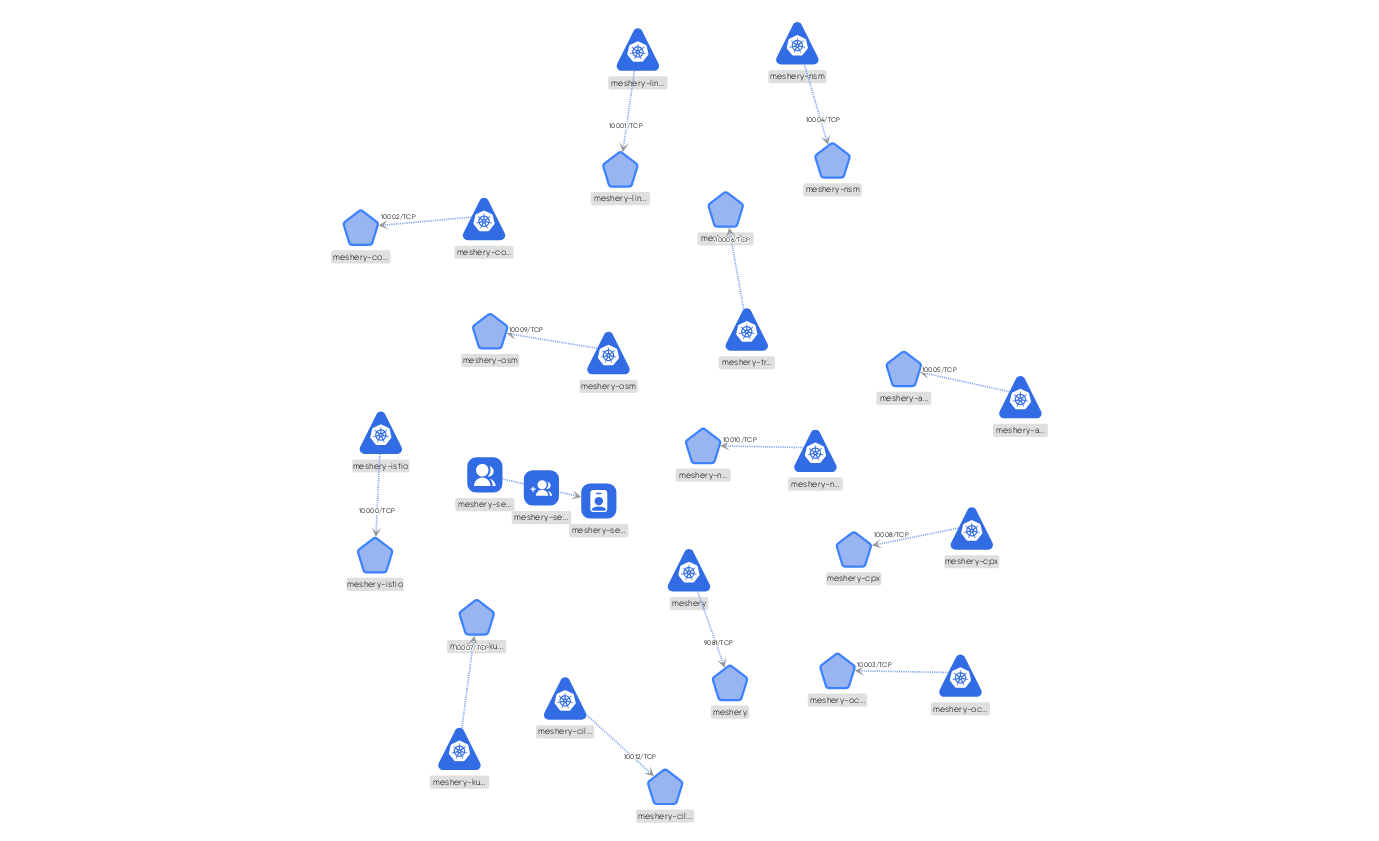 meshery-lin...
meshery-nsm
10001/TCP
10004/TCP
meshery-lin...
meshery-nsm
10002/TCP
meshery-co...
meshery-co...
10006/TCP
10009/TCP
meshery-osm
meshery-osm
meshery-tr...
10005/TCP
meshery-a...
meshery-a...
meshery-istio
10000/TCP
meshery-istio
meshery-se...
meshery-se...
meshery-se...
10010/TCP
meshery-n...
meshery-n...
10008/TCP
meshery-cpx
meshery-cpx
meshery
9081/TCP
meshery
10007/TCP
meshery-ku...
10003/TCP
meshery-oc...
meshery-oc...
meshery-cil...
10012/TCP
meshery-cil...